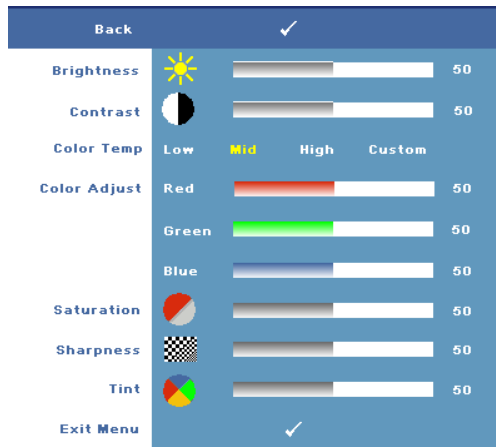 Back
Brightness 50
Contrast 50
Color Temp Low Mid High Custom
Color Adjust Red 50
Green 50
Blue 50
Saturation 50
Sharpness 50
Tint 50
Exit Menu